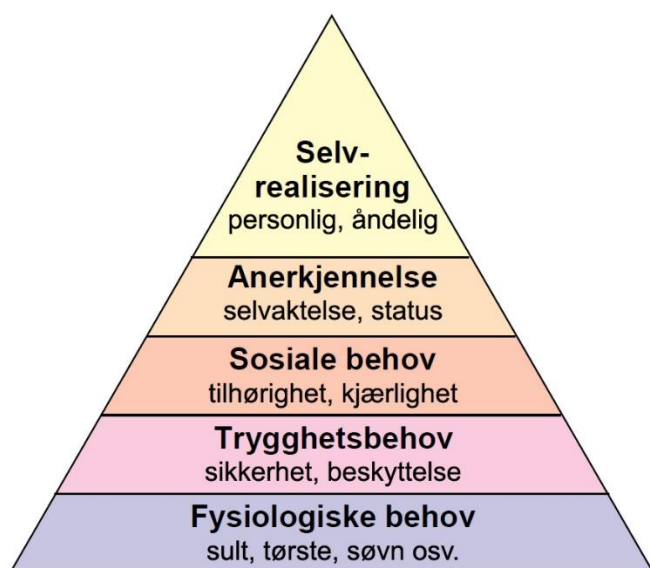 Selv-
realisering
personlig, åndelig
Anerkjennelse
selvaktelse, status
Sosiale behov
tilhørighet, kjærlighet
Trygghetsbehov
sikkerhet, beskyttelse
Fysiologiske behov
sult, tørste, søvn osv.